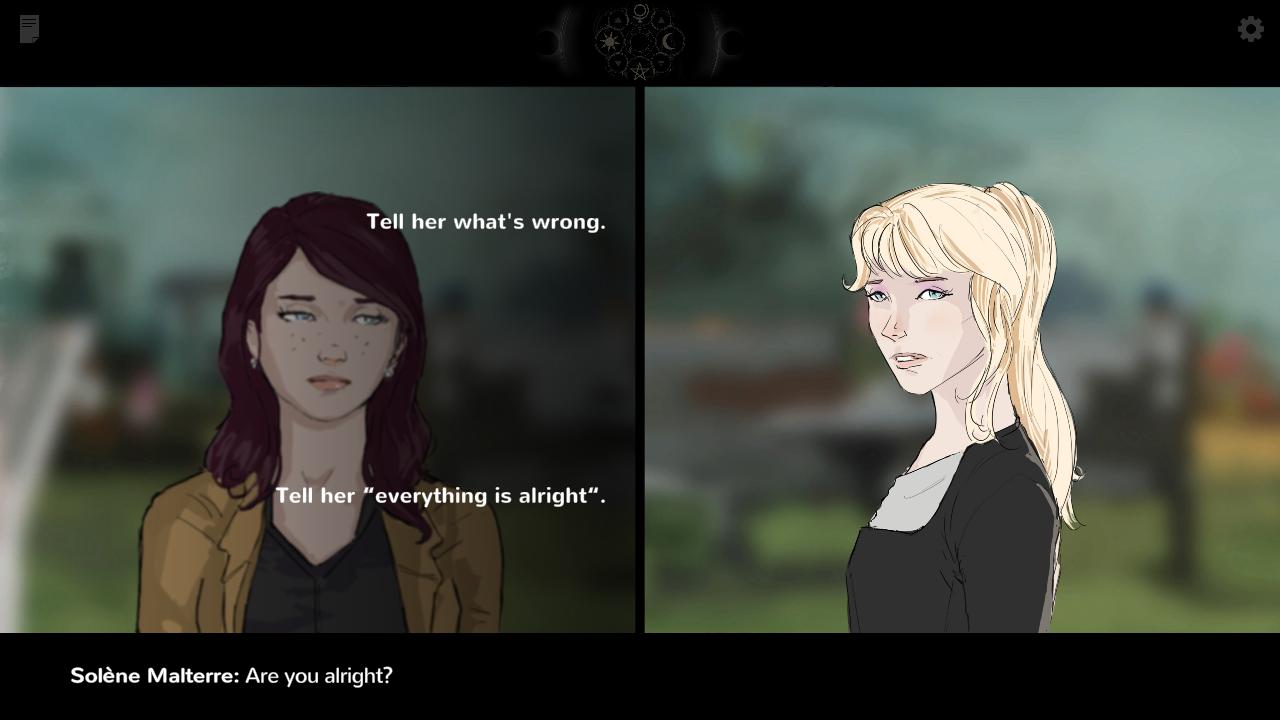 Tell her what's wrong.
Tell her “everything is alright“.
Solène Malterre: Are you alright?